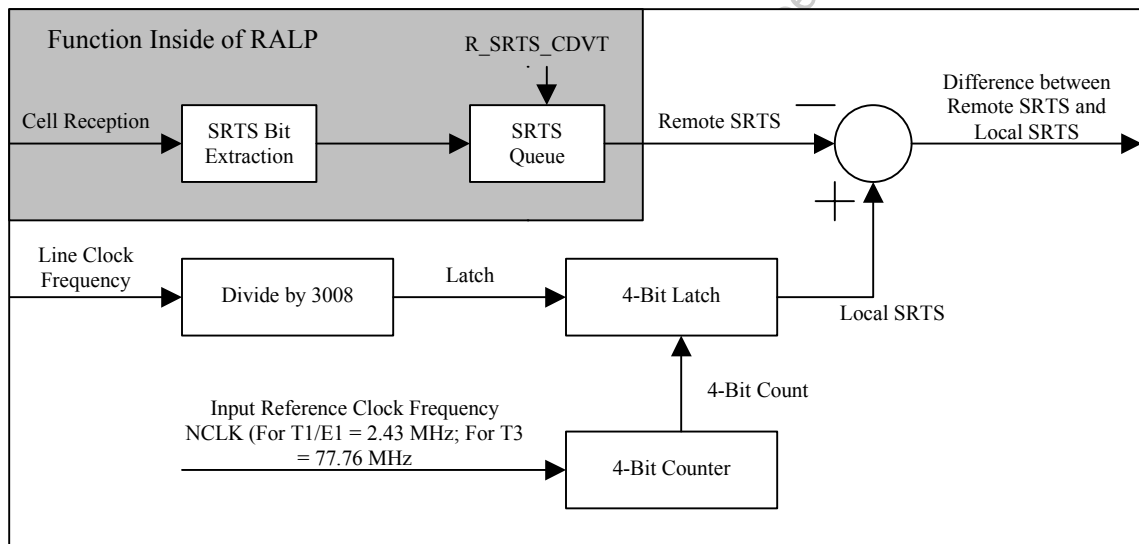 Function Inside of RALP
R_SRTS_CDVT
Cell Reception
SRTS Bit
Extraction
SRTS
Queue
Remote SRTS
Difference between
Remote SRTS and
Local SRTS
Line Clock
Frequency
Divide by 3008
Latch
4-Bit Latch
Local SRTS
4-Bit Count
Input Reference Clock Frequency
NCLK (For T1/E1 = 2.43 MHz; For T3
= 77.76 MHz
4-Bit Counter